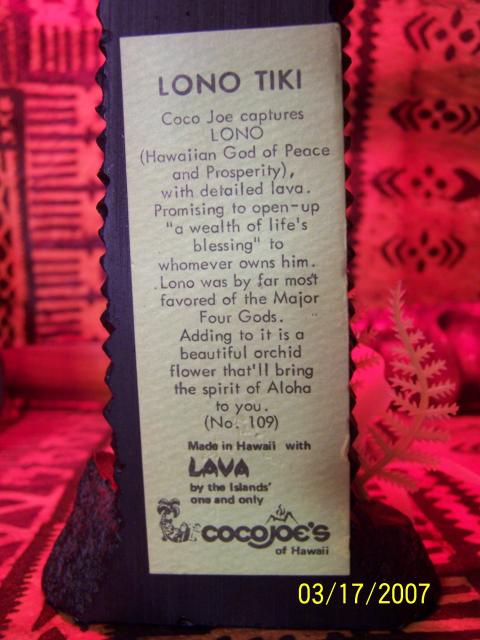 LONO TIKI
Coco Joe captures
LONO
(Hawaiian God of Peace
and Prosperity),
with detailed lava.
Promising to open-up
"a wealth of life's
blessing" to
whomever owns him.
Lono was by far most
favored of the Major
Four Gods.
Adding to it is a
beautiful orchid
flower that'll bring
the spirit of Aloha
to you.
(No. 109)
Made in Hawaii with
LAVA
by the Islands'
one and only
COCO JOE'S
of Hawaii
03/17/2007